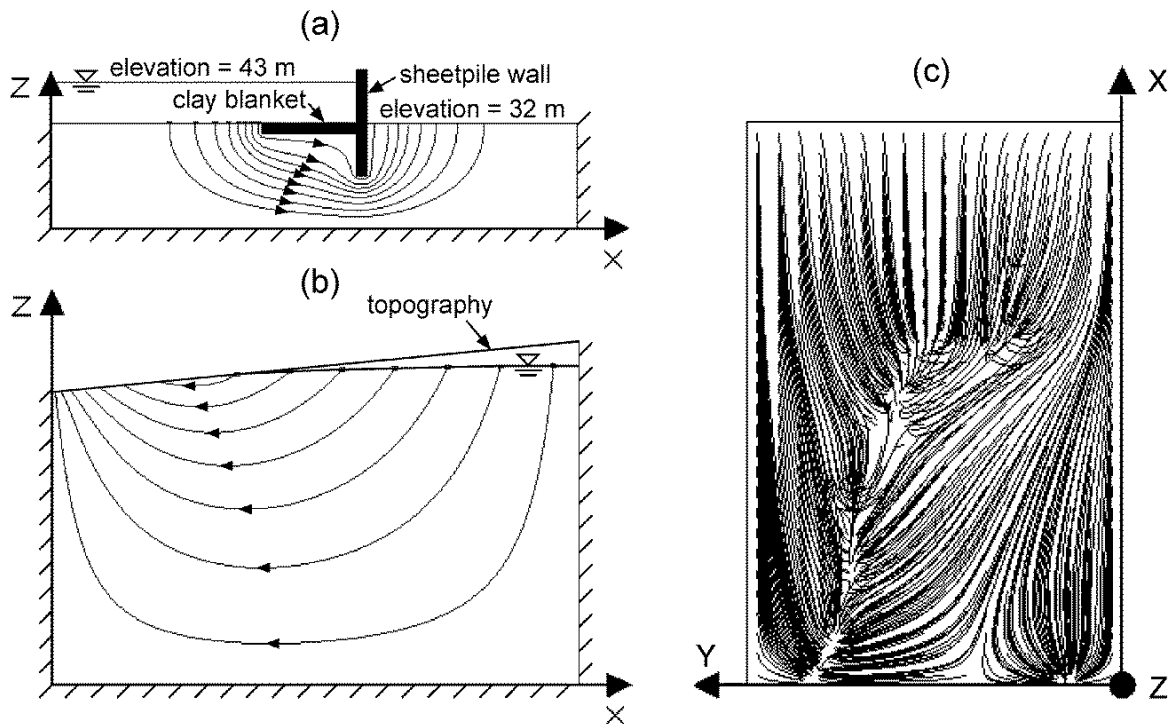 (a)
Z
elevation = 43 m
sheetpile wall
clay blanket
elevation = 32 m
X
(b)
Z
topography
X
(c)
X
Y
Z